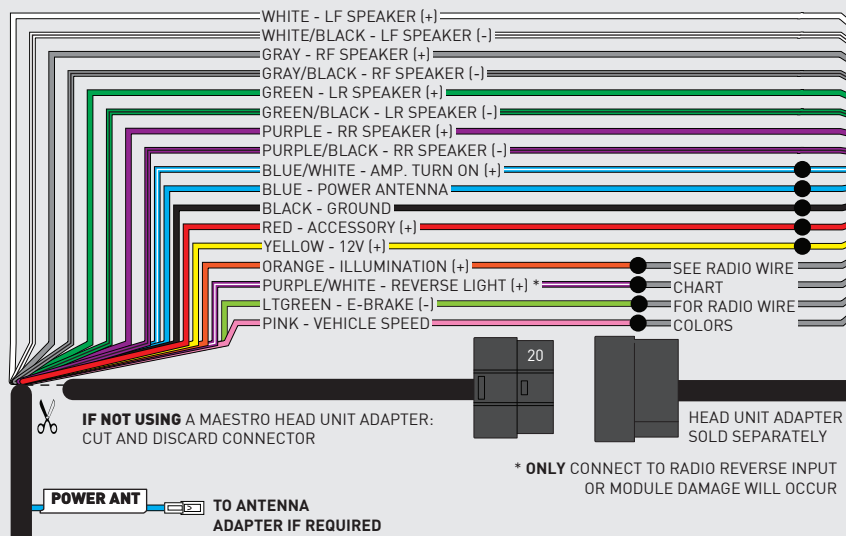 WHITE - LF SPEAKER (+)
WHITE/BLACK - LF SPEAKER (-)
GRAY - RF SPEAKER (+)
GRAY/BLACK - RF SPEAKER (-)
GREEN - LR SPEAKER (+)
GREEN/BLACK - LR SPEAKER (-)
PURPLE - RR SPEAKER (+)
PURPLE/BLACK - RR SPEAKER (-)
BLUE/WHITE - AMP. TURN ON (+)
BLUE - POWER ANTENNA
BLACK - GROUND
RED - ACCESSORY (+)
YELLOW - 12V (+)
ORANGE - ILLUMINATION (+)
PURPLE/WHITE - REVERSE LIGHT (+) *
LTGREEN - E-BRAKE (-)
PINK - VEHICLE SPEED
SEE RADIO WIRE
CHART
FOR RADIO WIRE
COLORS
20
IF NOT USING A MAESTRO HEAD UNIT ADAPTER:
CUT AND DISCARD CONNECTOR
HEAD UNIT ADAPTER
SOLD SEPARATELY
* ONLY CONNECT TO RADIO REVERSE INPUT
OR MODULE DAMAGE WILL OCCUR
POWER ANT
TO ANTENNA
ADAPTER IF REQUIRED